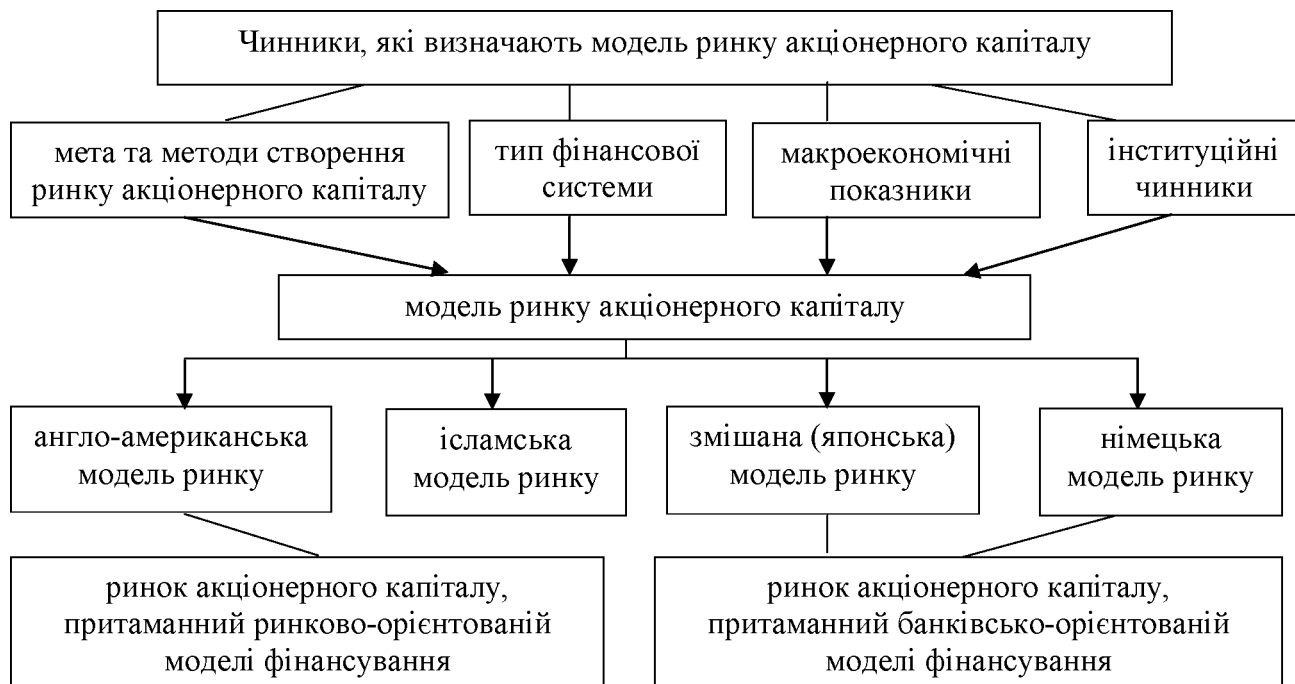 Чинники, які визначають модель ринку акціонерного капіталу
мета та методи створення
ринку акціонерного капіталу
тип фінансової
системи
макроекономічні
показники
інституційні
чинники
модель ринку акціонерного капіталу
англо-американська
модель ринку
ісламська
модель ринку
змішана (японська)
модель ринку
німецька
модель ринку
ринок акціонерного капіталу,
притаманний ринково-орієнтованій
моделі фінансування
ринок акціонерного капіталу,
притаманний банківсько-орієнтованій
моделі фінансування